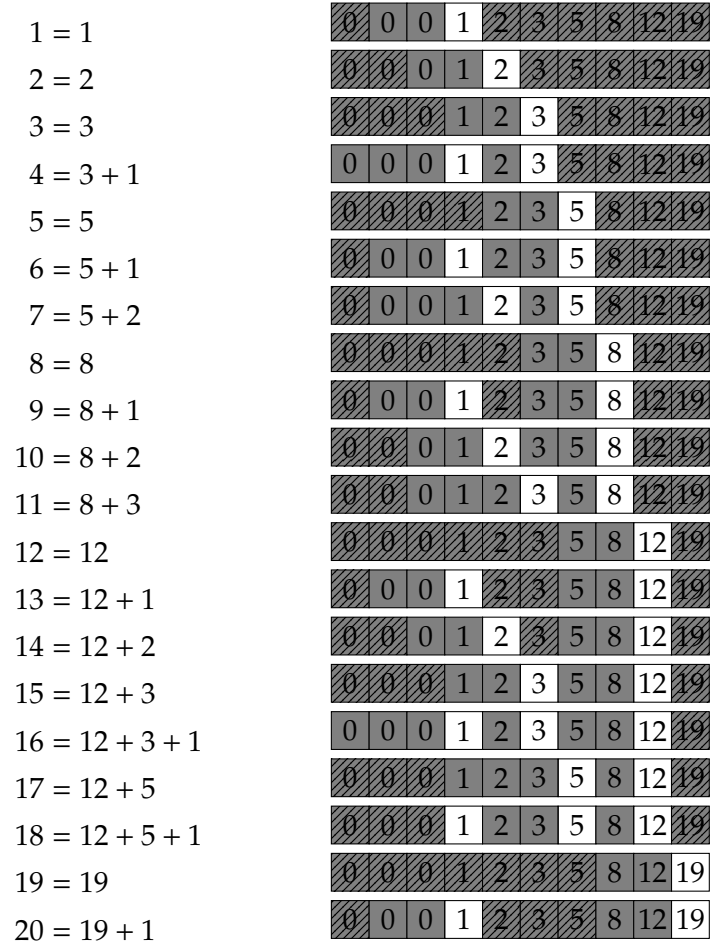 1 = 1 0 0 0 1 2 3 5 8 12 19
2 = 2 0 0 0 1 2 3 5 8 12 19
3 = 3 0 0 0 1 2 3 5 8 12 19
4 = 3 + 1 0 0 0 1 2 3 5 8 12 19
5 = 5 0 0 0 1 2 3 5 8 12 19
6 = 5 + 1 0 0 0 1 2 3 5 8 12 19
7 = 5 + 2 0 0 0 1 2 3 5 8 12 19
8 = 8 0 0 0 1 2 3 5 8 12 19
9 = 8 + 1 0 0 0 1 2 3 5 8 12 19
10 = 8 + 2 0 0 0 1 2 3 5 8 12 19
11 = 8 + 3 0 0 0 1 2 3 5 8 12 19
12 = 12 0 0 0 1 2 3 5 8 12 19
13 = 12 + 1 0 0 0 1 2 3 5 8 12 19
14 = 12 + 2 0 0 0 1 2 3 5 8 12 19
15 = 12 + 3 0 0 0 1 2 3 5 8 12 19
16 = 12 + 3 + 1 0 0 0 1 2 3 5 8 12 19
17 = 12 + 5 0 0 0 1 2 3 5 8 12 19
18 = 12 + 5 + 1 0 0 0 1 2 3 5 8 12 19
19 = 19 0 0 0 1 2 3 5 8 12 19
20 = 19 + 1 0 0 0 1 2 3 5 8 12 19